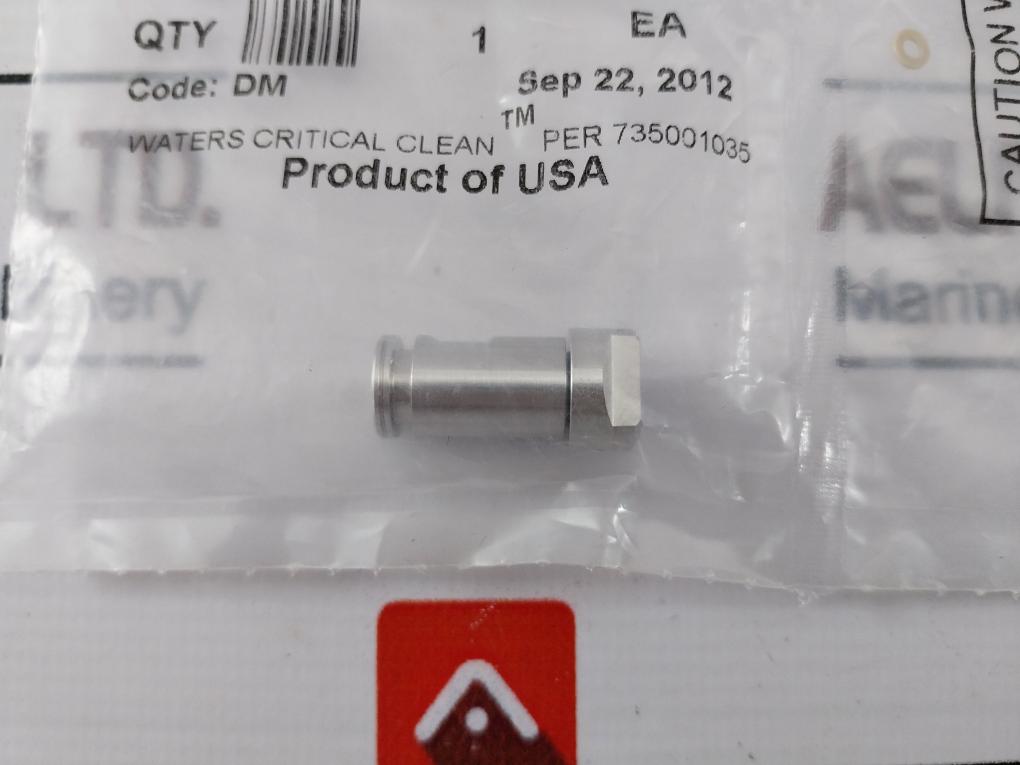 QTY 1 EA
Code: DM Sep 22, 2012
WATERS CRITICAL CLEAN ™ PER 735001035
Product of USA
CAUTION
LTD.
Marin